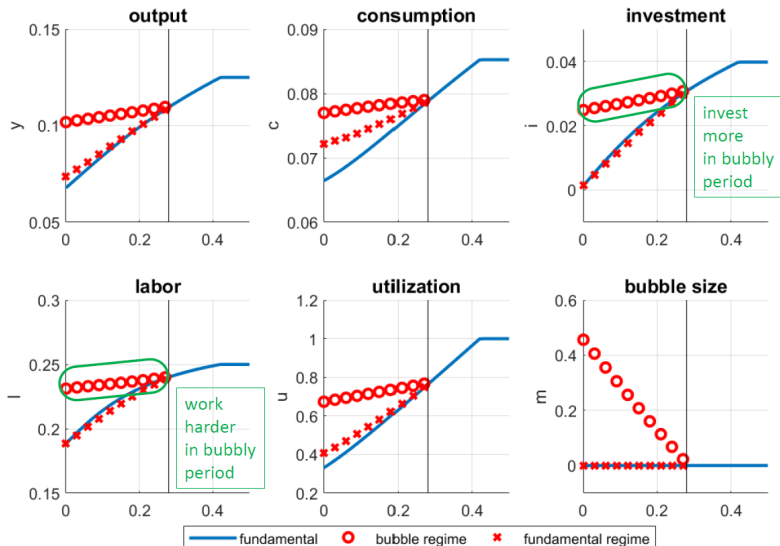 output
consumption
investment
0.15
0.1
0.05
y
0
0.2
0.4
0.09
0.08
0.07
0.06
c
0
0.2
0.4
0.04
0.02
0
i
0
0.2
0.4
invest
more
in bubbly
period
labor
utilization
bubble size
0.3
0.25
0.2
0.15
l
0
0.2
0.4
work
harder
in bubbly
period
1
0.8
0.6
0.4
0.2
u
0
0.2
0.4
0.6
0.4
0.2
0
m
0
0.2
0.4
fundamental
bubble regime
fundamental regime